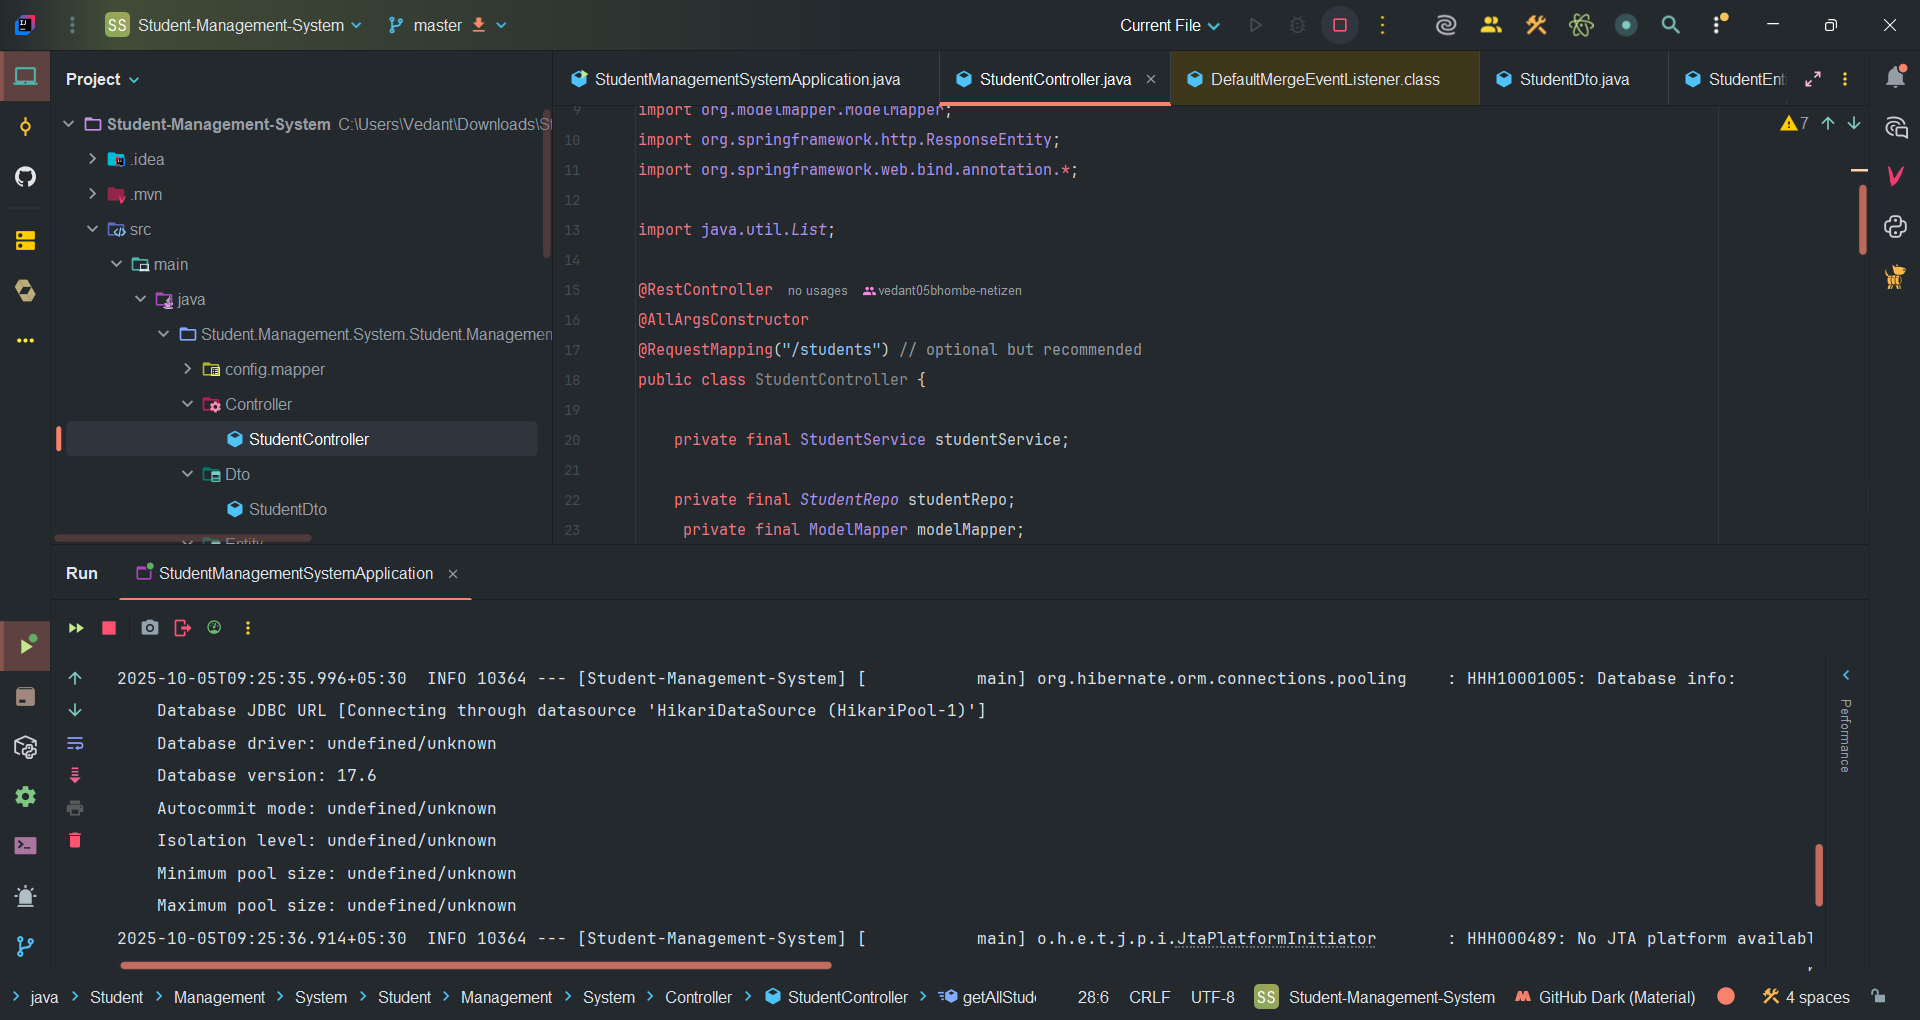 SS Student-Management-System master Current File
Project
StudentManagementSystemApplication.java StudentController.java DefaultMergeEventListener.class StudentDto.java StudentEnt
Student-Management-System C:\Users\Vedant\Downloads\St
.idea
.mvn
src
main
java
Student.Management.System.Student.Managemen
config.mapper
Controller
StudentController
Dto
StudentDto
Entity
7
9 import org.modelmapper.ModelMapper;
10 import org.springframework.http.ResponseEntity;
11 import org.springframework.web.bind.annotation.*;
12
13 import java.util.List;
14
15 @RestController no usages vedant05bhombe-netizen
16 @AllArgsConstructor
17 @RequestMapping("/students") // optional but recommended
18 public class StudentController {
19
20 private final StudentService studentService;
21
22 private final StudentRepo studentRepo;
23 private final ModelMapper modelMapper;
Run StudentManagementSystemApplication
2025-10-05T09:25:35.996+05:30 INFO 10364 --- [Student-Management-System] [ main] org.hibernate.orm.connections.pooling : HHH10001005: Database info:
Database JDBC URL [Connecting through datasource 'HikariDataSource (HikariPool-1)']
Database driver: undefined/unknown
Database version: 17.6
Autocommit mode: undefined/unknown
Isolation level: undefined/unknown
Minimum pool size: undefined/unknown
Maximum pool size: undefined/unknown
2025-10-05T09:25:36.914+05:30 INFO 10364 --- [Student-Management-System] [ main] o.h.e.t.j.p.i.JtaPlatformInitiator : HHH000489: No JTA platform availabl
Performance
java > Student > Management > System > Student > Management > System > Controller > StudentController > getAllStud 28:6 CRLF UTF-8 SS Student-Management-System GitHub Dark (Material) 4 spaces